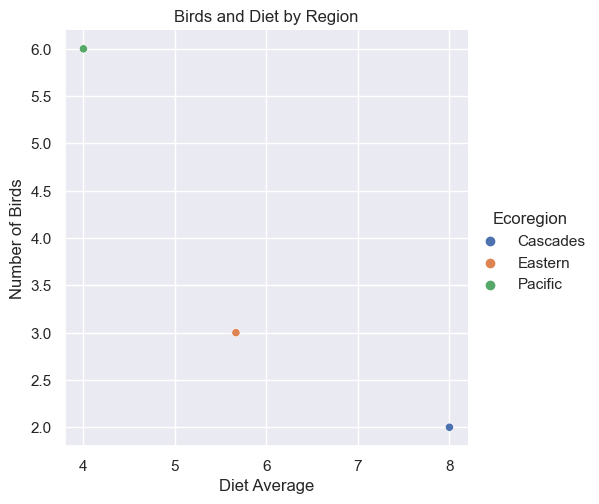 Birds and Diet by Region
6.0
5.5
5.0
4.5
4.0
3.5
3.0
2.5
2.0
Number of Birds
4 5 6 7 8
Diet Average
Ecoregion
Cascades
Eastern
Pacific